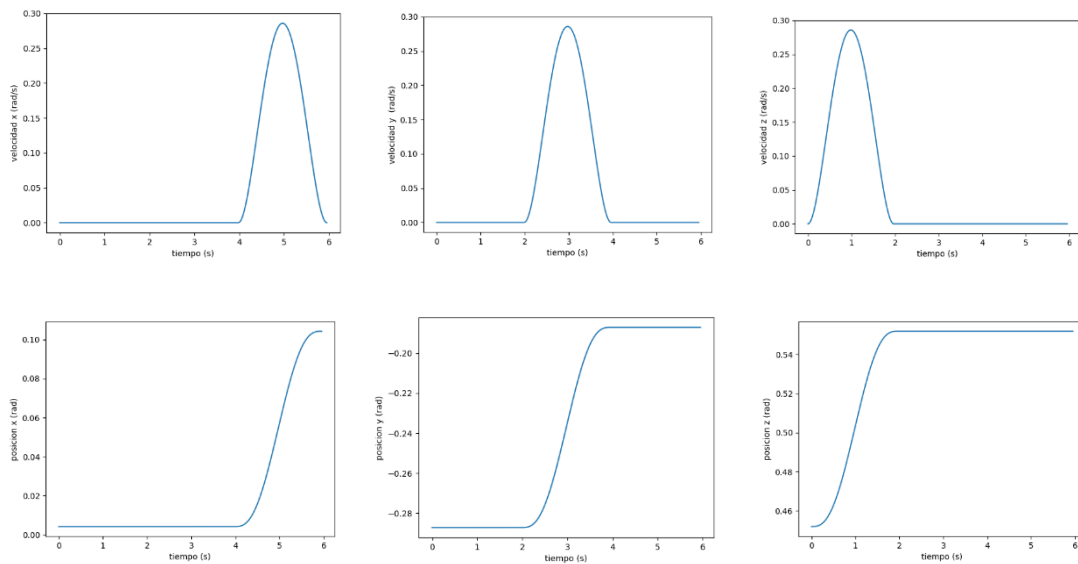 0.30
0.25
0.20
0.15
0.10
0.05
0.00
velocidad x (rad/s)
0 1 2 3 4 5 6
tiempo (s)
0.30
0.25
0.20
0.15
0.10
0.05
0.00
velocidad y (rad/s)
0 1 2 3 4 5 6
tiempo (s)
0.30
0.25
0.20
0.15
0.10
0.05
0.00
velocidad z (rad/s)
0 1 2 3 4 5 6
tiempo (s)
0.10
0.08
0.06
0.04
0.02
0.00
posicion x (rad)
0 1 2 3 4 5 6
tiempo (s)
−0.20
−0.22
−0.24
−0.26
−0.28
posicion y (rad)
0 1 2 3 4 5 6
tiempo (s)
0.54
0.52
0.50
0.48
0.46
posicion z (rad)
0 1 2 3 4 5 6
tiempo (s)